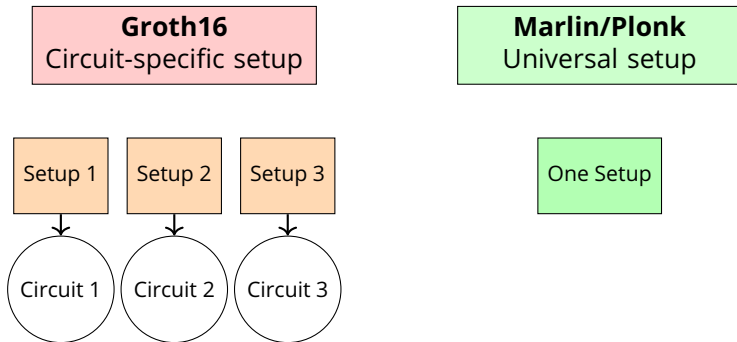 Groth16
Circuit-specific setup
Marlin/Plonk
Universal setup
Setup 1
Setup 2
Setup 3
One Setup
Circuit 1
Circuit 2
Circuit 3